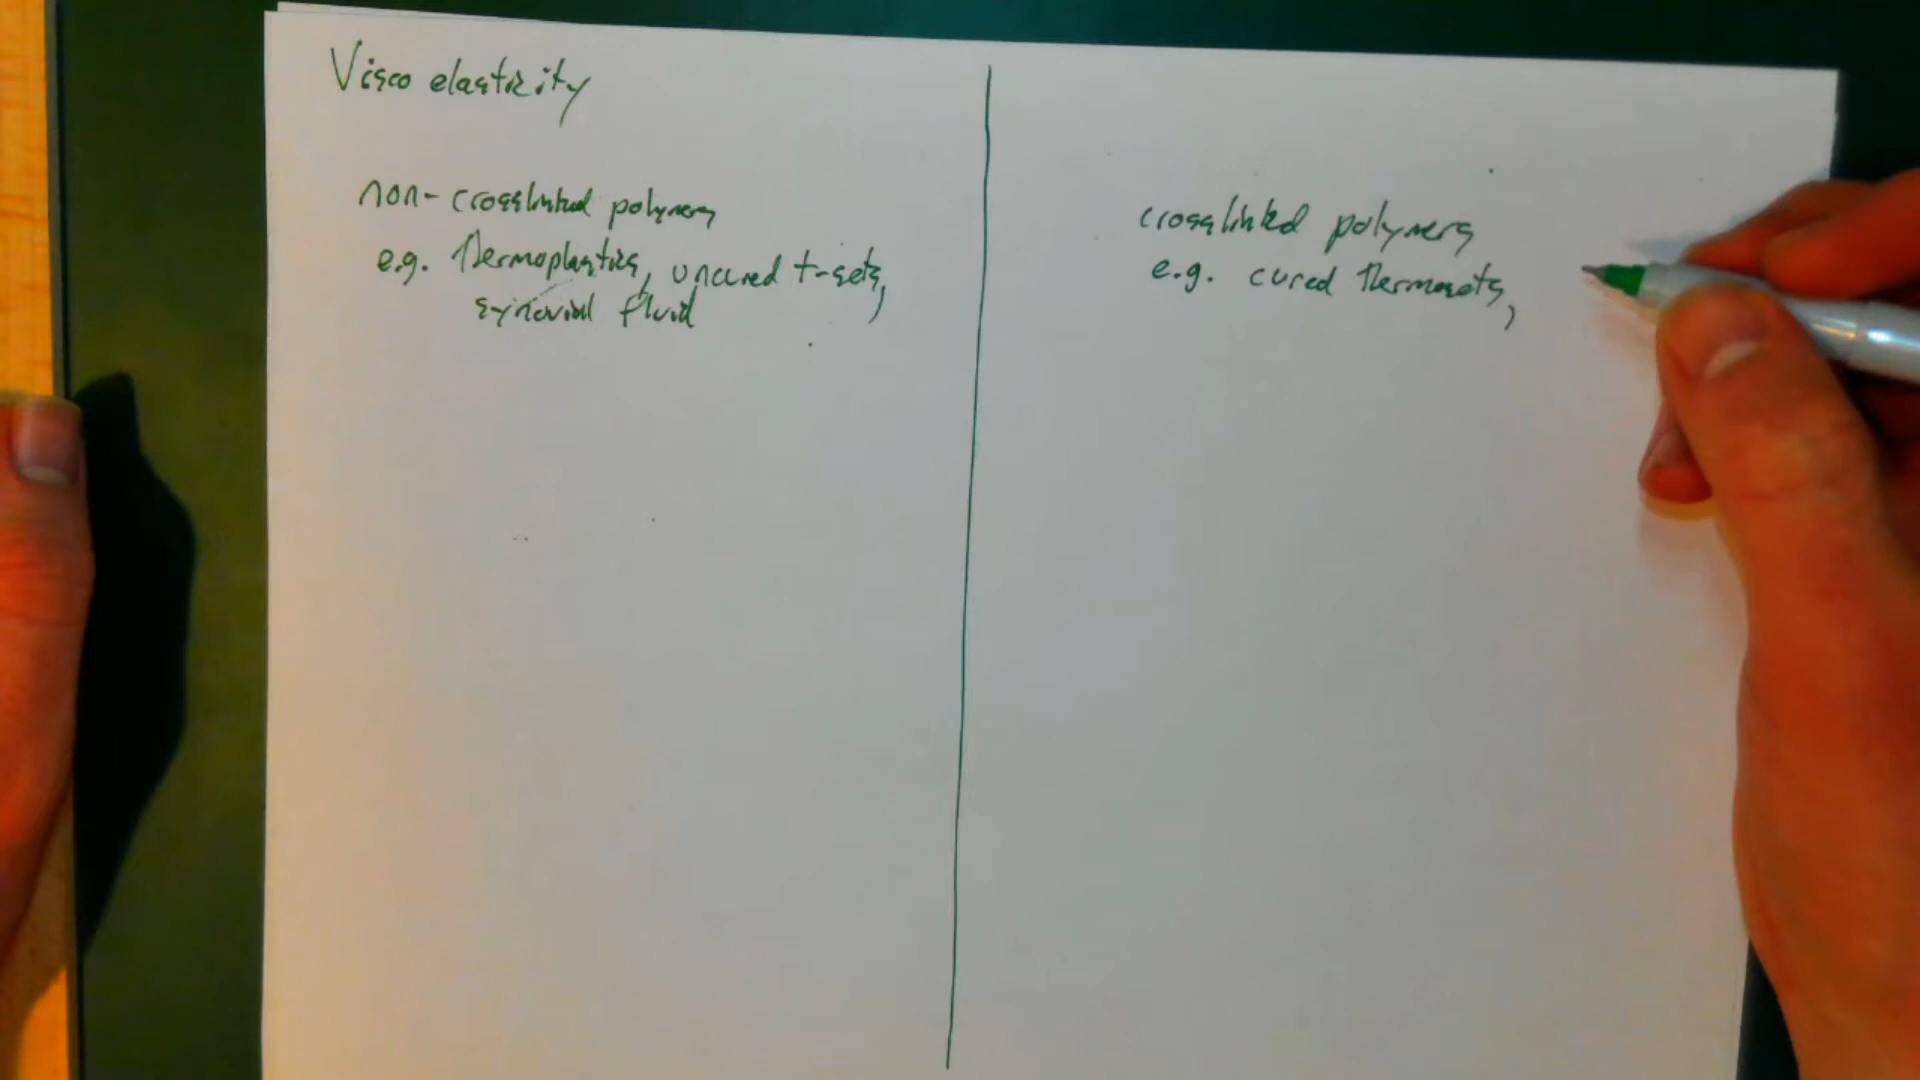 Visco elasticity
non-crosslinked polymers
e.g. thermoplastics, uncured t-sets,
synovial fluid
crosslinked polymers
e.g. cured thermosets,